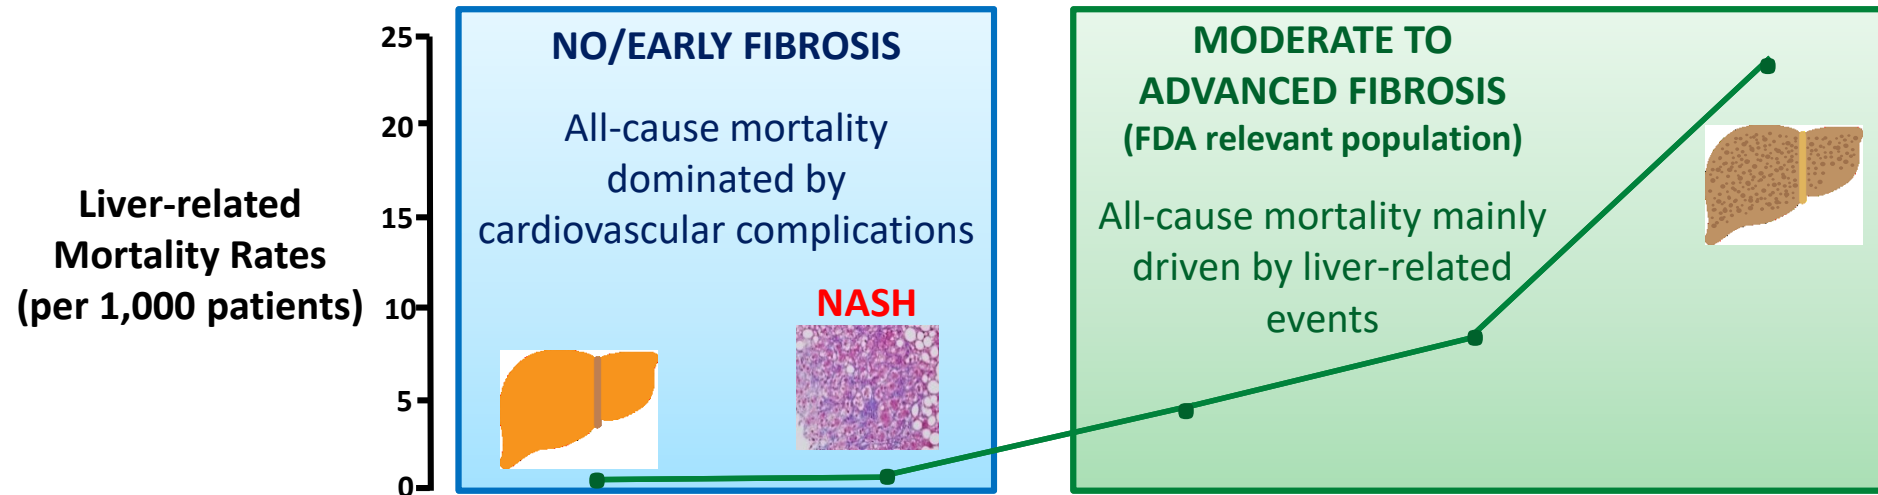 Liver-related
Mortality Rates
(per 1,000 patients)
25
20
15
10
5
0
NO/EARLY FIBROSIS
All-cause mortality
dominated by
cardiovascular complications
NASH
MODERATE TO
ADVANCED FIBROSIS
(FDA relevant population)
All-cause mortality mainly
driven by liver-related
events